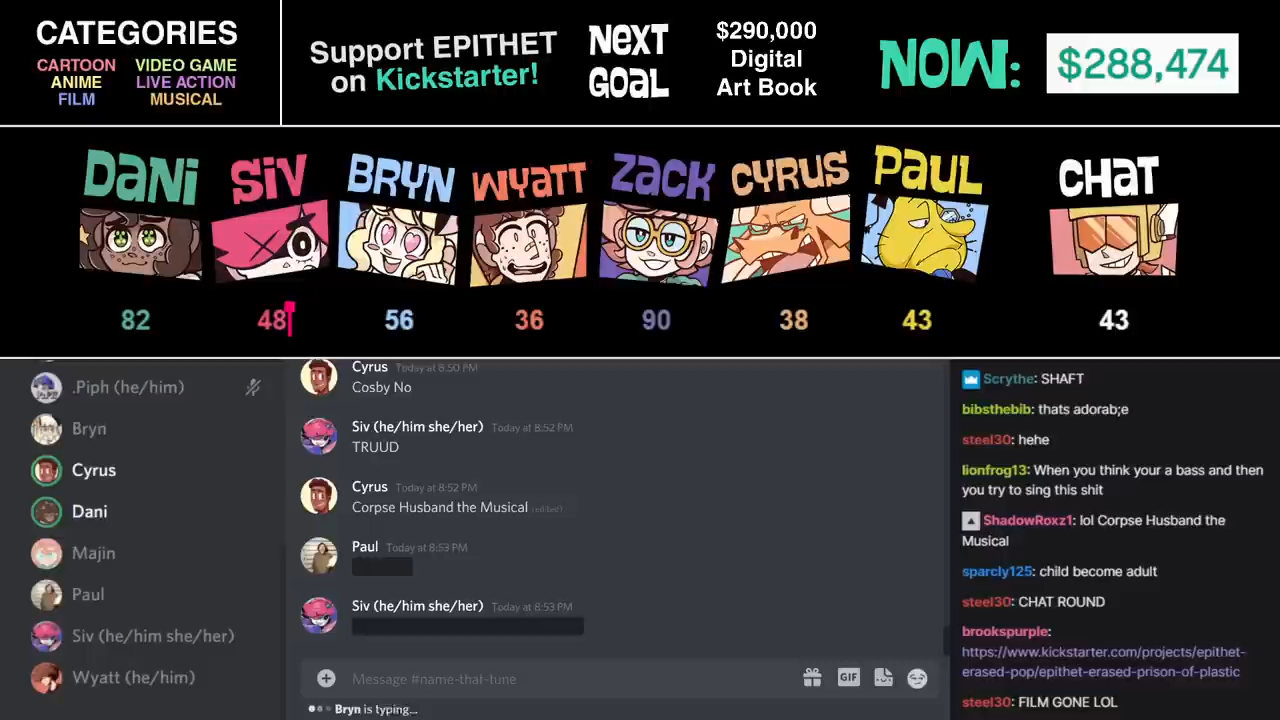 CATEGORIES
CARTOON VIDEO GAME
ANIME LIVE ACTION
FILM MUSICAL
Support EPITHET
on Kickstarter!
NEXT
GOAL
$290,000
Digital
Art Book
NOW: $288,474
DANI SIV BRYN WYATT ZACK CYRUS PAUL CHAT
82 48 56 36 90 38 43 43
.Piph (he/him)
Bryn
Cyrus
Dani
Majin
Paul
Siv (he/him she/her)
Wyatt (he/him)
Cyrus Today at 8:50 PM
Cosby No
Siv (he/him she/her) Today at 8:52 PM
TRUUD
Cyrus Today at 8:52 PM
Corpse Husband the Musical (edited)
Paul Today at 8:53 PM
Siv (he/him she/her) Today at 8:53 PM
Message #name-that-tune
GIF
Bryn is typing...
Scrythe: SHAFT
bibsthebib: thats adorab;e
steel30: hehe
lionfrog13: When you think your a bass and then
you try to sing this shit
ShadowRoxz1: lol Corpse Husband the
Musical
sparcly125: child become adult
steel30: CHAT ROUND
brookspurple:
https://www.kickstarter.com/projects/epithet-
erased-pop/epithet-erased-prison-of-plastic
steel30: FILM GONE LOL